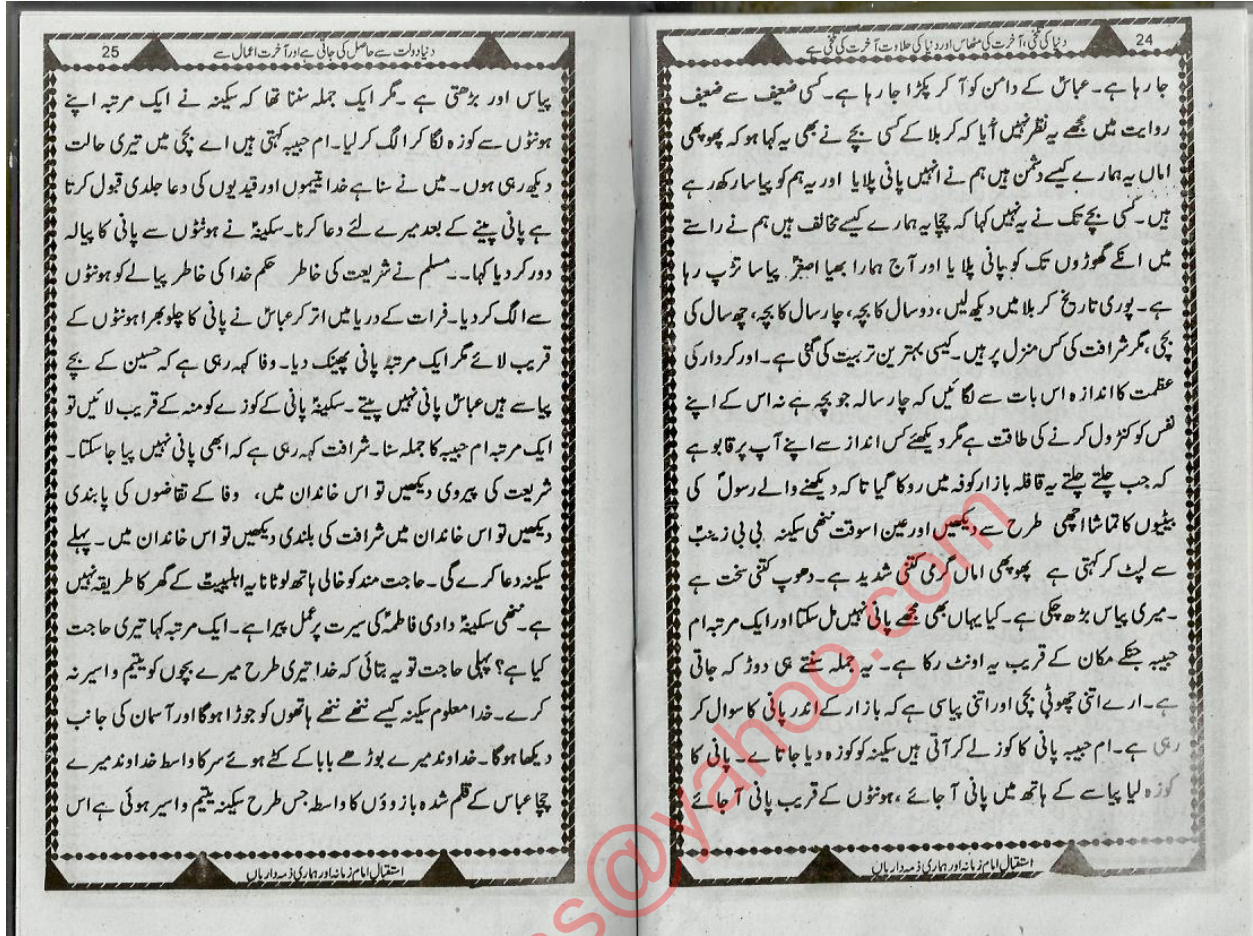 24
دنیا کی تلخی، آخرت کی مٹھاس اور دنیا کی حلاوت آخرت کی تلخی ہے
جا رہا ہے۔ عباسؑ کے دامن کو آ کر پکڑا جا رہا ہے۔ کسی ضعیف سے ضعیف
روایت میں مجھے یہ نظر نہیں آیا کہ کربلا کے کسی بچے نے بھی یہ کہا ہو کہ پھوپھی
اماں یہ ہمارے کیسے دشمن ہیں ہم نے انہیں پانی پلایا اور یہ ہم کو پیاسا رکھ رہے
ہیں۔ کسی بچے تک نے یہ نہیں کہا کہ چچا یہ ہمارے کیسے مخالف ہیں ہم نے راستے
میں انکے گھوڑوں تک کو پانی پلایا اور آج ہمارا بھیا اصغرؑ پیاسا تڑپ رہا
ہے۔ پوری تاریخ کربلا میں دیکھ لیں، دو سال کا بچہ، چار سال کا بچہ، چھ سال کی
بچی، مگر شرافت کی کس منزل پر ہیں۔ کیسی بہترین تربیت کی گئی ہے۔ اور کردار کی
عظمت کا اندازہ اس بات سے لگائیں کہ چار سالہ جو بچہ ہے نہ اس کے اپنے
نفس کو کنٹرول کرنے کی طاقت ہے مگر دیکھئے کس انداز سے اپنے آپ پر قابو ہے
کہ جب چلتے چلتے یہ قافلہ بازار کوفہ میں روکا گیا تاکہ دیکھنے والے رسولؐ کی
بیٹیوں کا تماشا اچھی طرح سے دیکھیں اور عین اسوقت ننھی سکینہ بی بی زینبؑ
سے لپٹ کر کہتی ہے پھوپھی اماں گرمی کتنی شدید ہے۔ دھوپ کتنی سخت ہے
۔میری پیاس بڑھ چکی ہے۔ کیا یہاں بھی مجھے پانی نہیں مل سکتا اور ایک مرتبہ ام
حبیبہ جنکے مکان کے قریب یہ اونٹ رکا ہے۔ یہ جملہ سنتے ہی دوڑ کہ جاتی
ہے۔ ارے اتنی چھوٹی بچی اور اتنی پیاسی ہے کہ بازار کے اندر پانی کا سوال کر
رہی ہے۔ ام حبیبہ پانی کا کوز لے کر آتی ہیں سکینہ کو کوزہ دیا جاتا ے۔ پانی کا
کوزہ لیا پیاسے کے ہاتھ میں پانی آ جائے، ہونٹوں کے قریب پانی آ جائے
استقبال امام زمانہ اور ہماری ذمہ داریاں
25
دنیا دولت سے حاصل کی جاتی ہے اور آخرت اعمال سے
پیاس اور بڑھتی ہے ۔مگر ایک جملہ سننا تھا کہ سکینہ نے ایک مرتبہ اپنے
ہونٹوں سے کوزہ لگا کر الگ کر لیا۔ ام حبیبہ کہتی ہیں اے بچی میں تیری حالت
دیکھ رہی ہوں۔ میں نے سنا ہے خدا یتیموں اور قیدیوں کی دعا جلدی قبول کرتا
ہے پانی پینے کے بعد میرے لئے دعا کرنا۔ سکینہؑ نے ہونٹوں سے پانی کا پیالہ
دور کر دیا کہا۔۔ مسلم نے شریعت کی خاطر حکم خدا کی خاطر پیالے کو ہونٹوں
سے الگ کر دیا۔ فرات کے دریا میں اتر کر عباسؑ نے پانی کا چلو بھرا ہونٹوں کے
قریب لائے مگر ایک مرتبہ پانی پھینک دیا۔ وفا کہہ رہی ہے کہ حسین کے بچے
پیاسے ہیں عباسؑ پانی نہیں پیتے۔ سکینہؑ پانی کے کوزے کو منہ کے قریب لائیں تو
ایک مرتبہ ام حبیبہ کا جملہ سنا۔ شرافت کہہ رہی ہے کہ ابھی پانی نہیں پیا جا سکتا۔
شریعت کی پیروی دیکھیں تو اس خاندان میں، وفا کے تقاضوں کی پابندی
دیکھیں تو اس خاندان میں شرافت کی بلندی دیکھیں تو اس خاندان میں۔ پہلے
سکینہ دعا کرے گی۔ حاجت مند کو خالی ہاتھ لوٹانا یہ اہلبیتؑ کے گھر کا طریقہ نہیں
ہے۔ ننھی سکینہؑ دادی فاطمہؑ کی سیرت پر عمل پیرا ہے۔ ایک مرتبہ کہا تیری حاجت
کیا ہے؟ پہلی حاجت تو یہ بتائی کہ خدا تیری طرح میرے بچوں کو یتیم و اسیر نہ
کرے۔ خدا معلوم سکینہ کیسے ننھے ننھے ہاتھوں کو جوڑا ہوگا اور آسمان کی جانب
دیکھا ہوگا۔ خداوند میرے بوڑھے بابا کے کٹے ہوئے سر کا واسطہ خداوند میرے
چچا عباس کے قلم شدہ بازوؤں کا واسطہ جس طرح سکینہ یتیم و اسیر ہوئی ہے اس
استقبال امام زمانہ اور ہماری ذمہ داریاں
s@yahoo.com